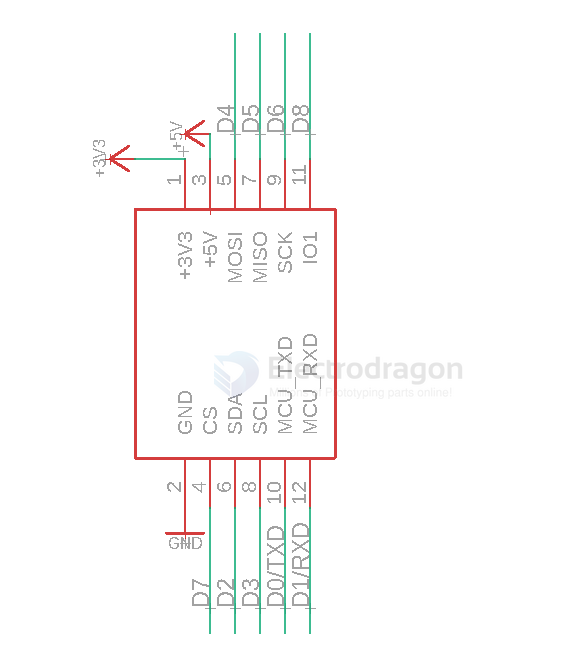 D4
D5
D6
D8
+5V
+3V3
1
3
5
7
9
11
+3V3
+5V
MOSI
MISO
SCK
IO1
Electrodragon
Prototyping parts online!
GND
CS
SDA
SCL
MCU_TXD
MCU_RXD
2
4
6
8
10
12
GND
D7
D2
D3
D0/TXD
D1/RXD